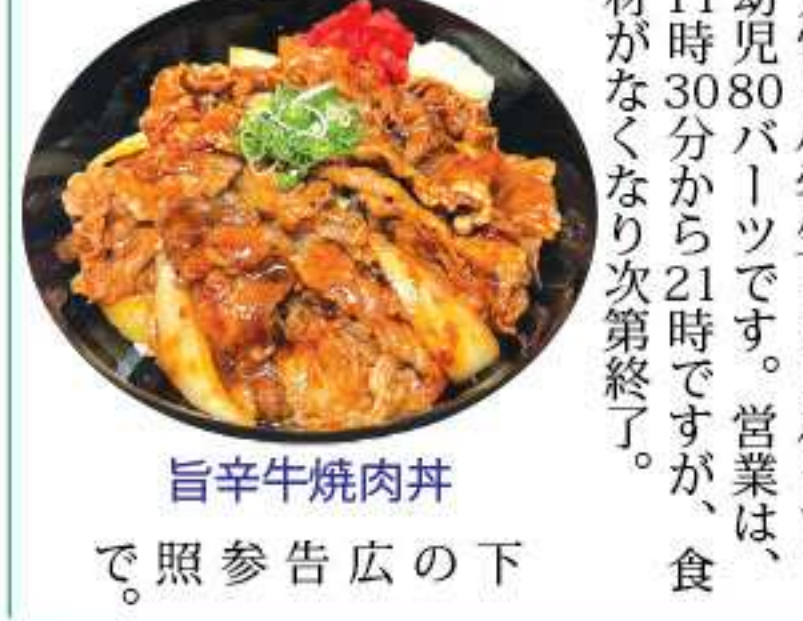 幼児80バーツです。営業は、
11時30分から21時ですが、食
材がなくなり次第終了。
旨辛牛焼肉丼
下の広告参照で。